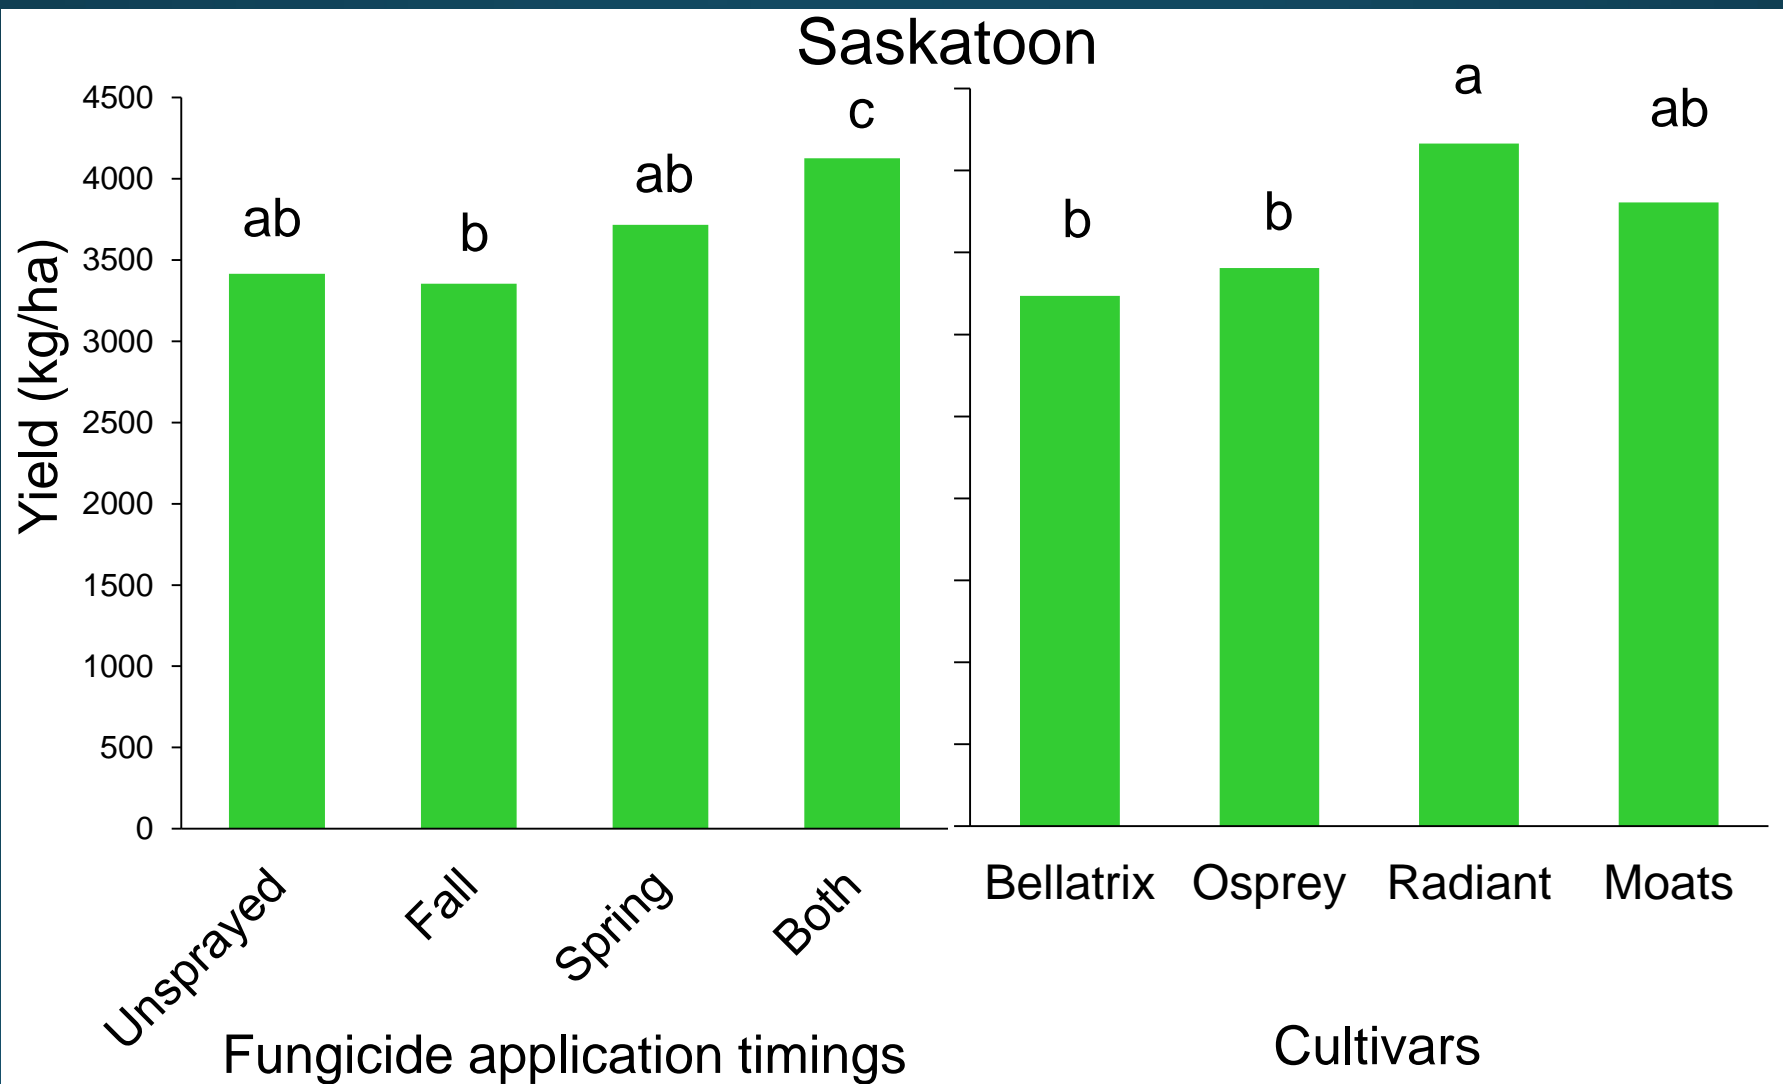 Saskatoon
Yield (kg/ha)
4500
4000
3500
3000
2500
2000
1500
1000
500
0
ab
b
ab
c
Unsprayed
Fall
Spring
Both
Fungicide application timings
b
b
a
ab
Bellatrix
Osprey
Radiant
Moats
Cultivars